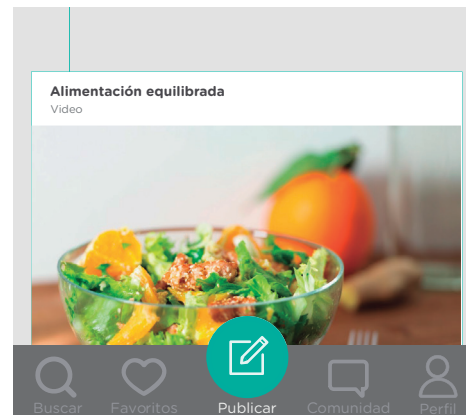 Alimentación equilibrada
Video
Buscar Favoritos Publicar Comunidad Perfil